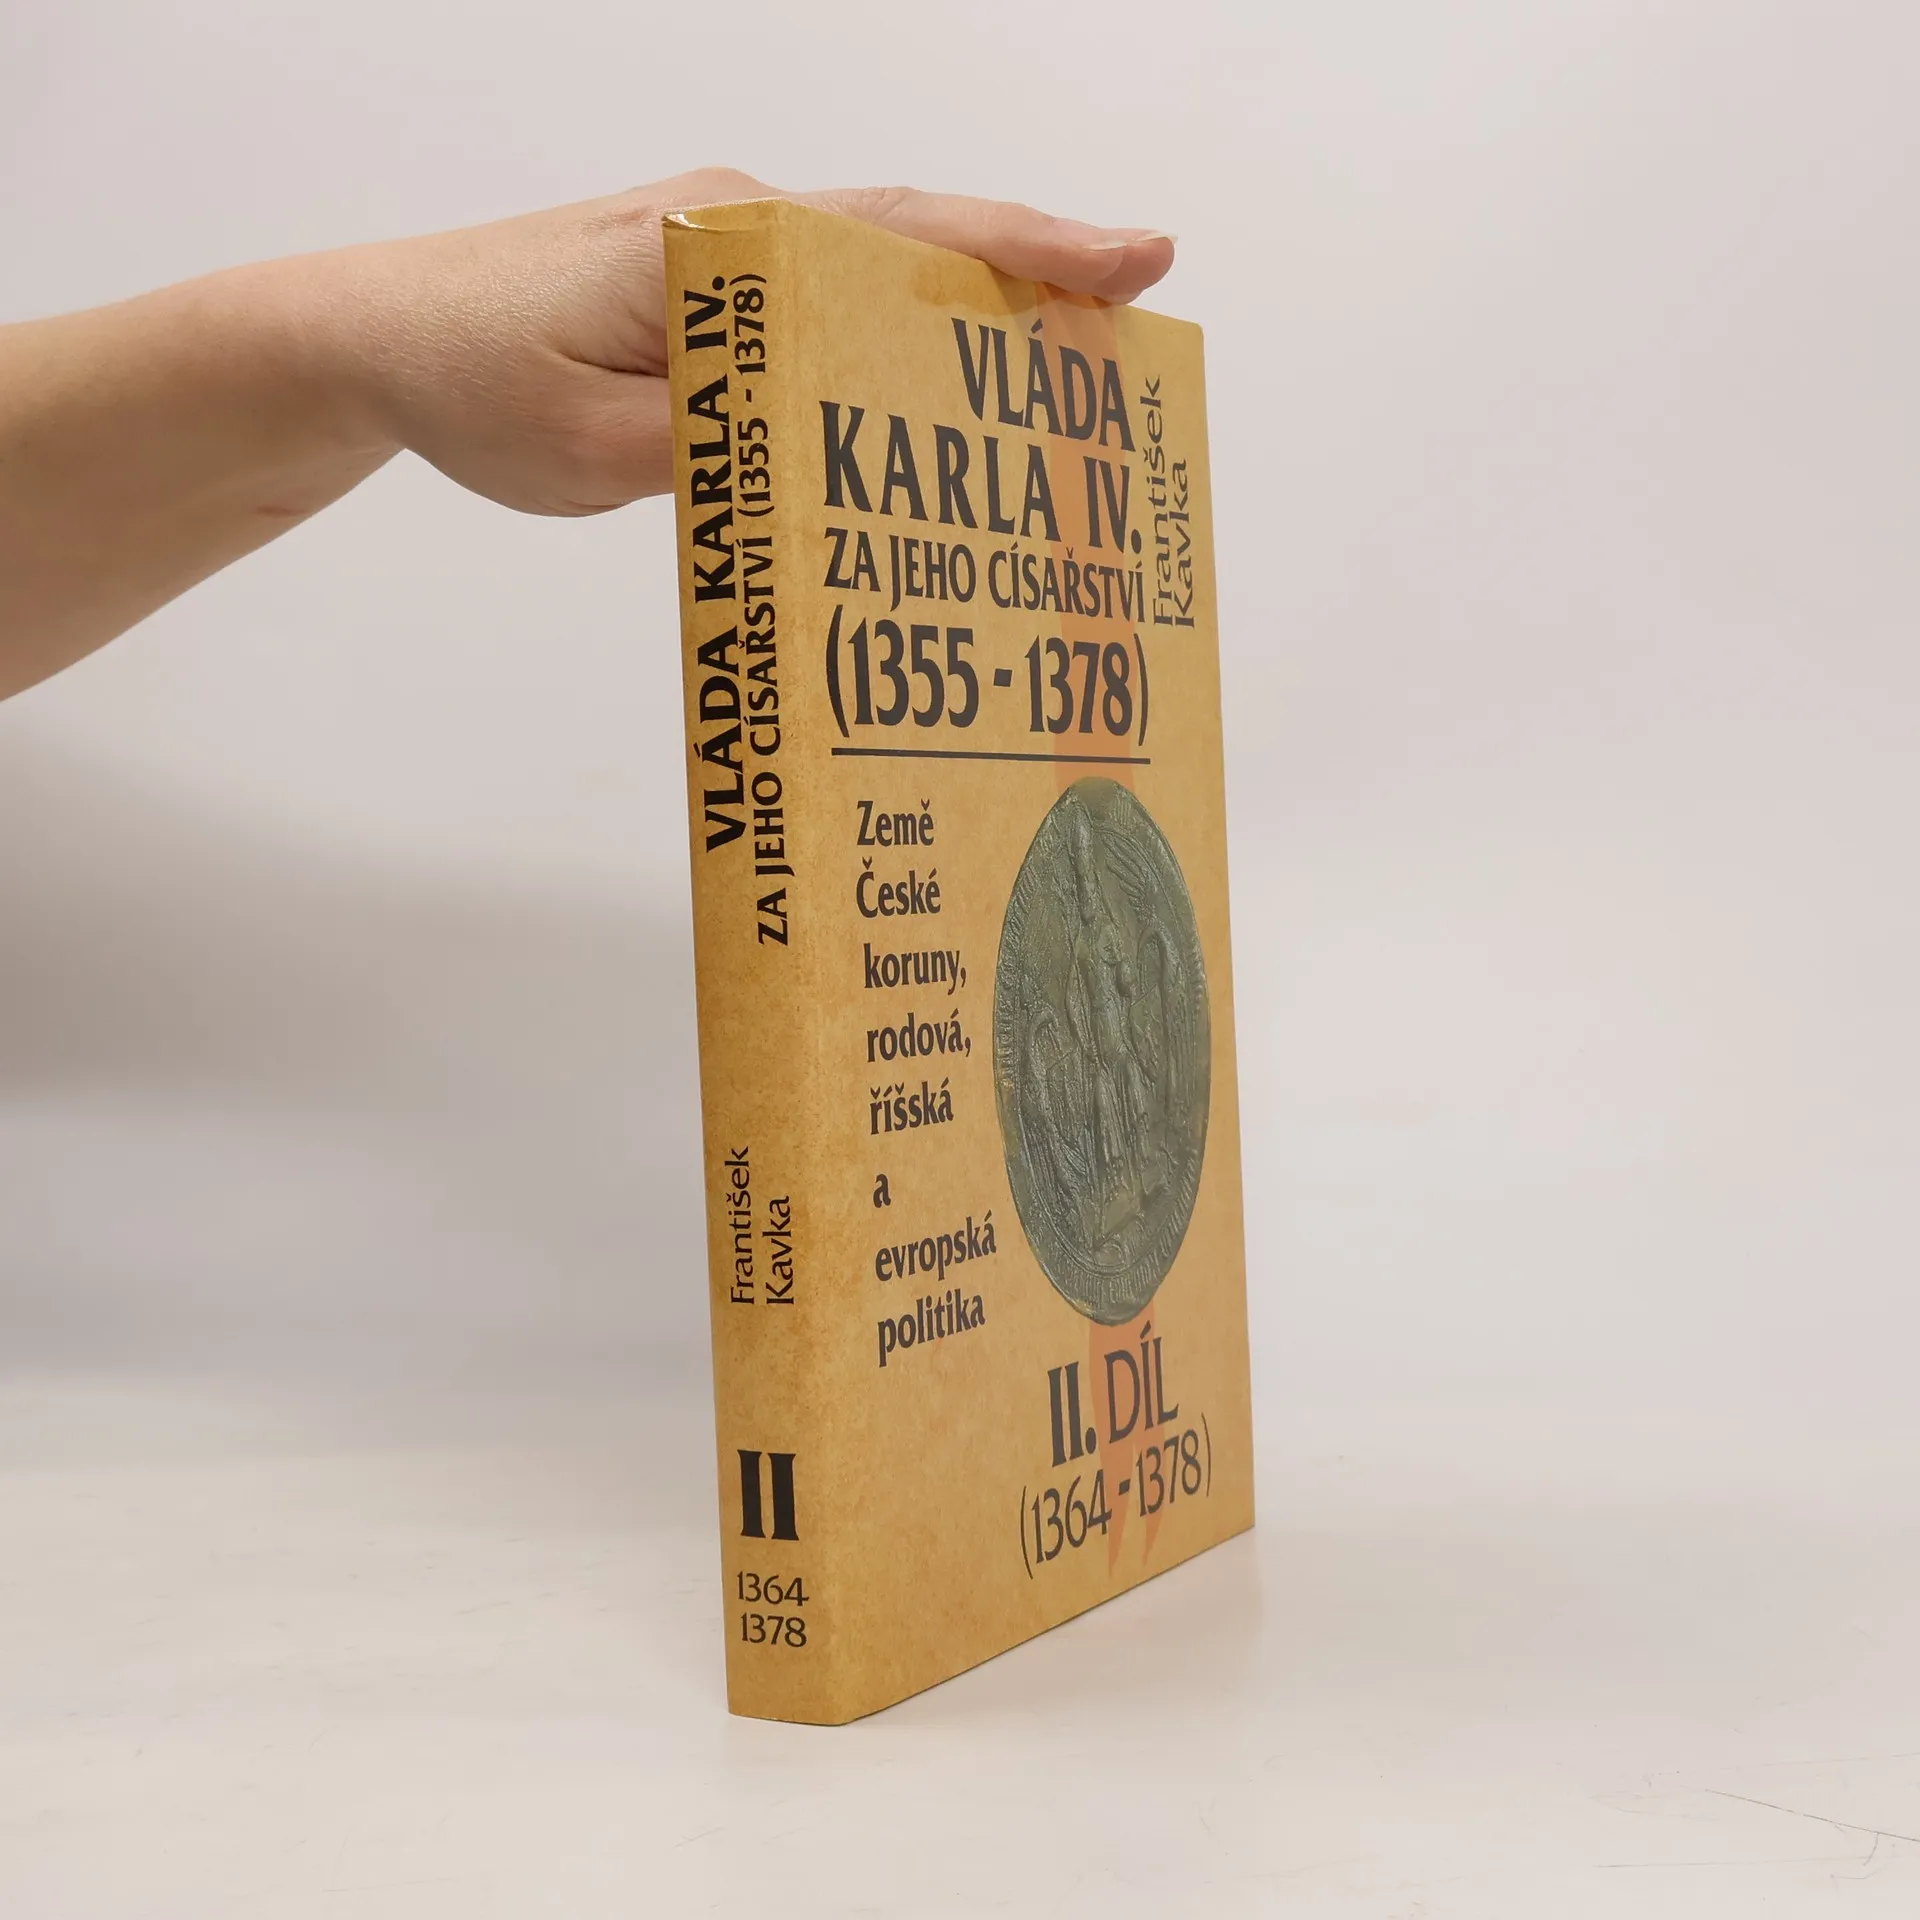 VLÁDA KARLA IV.
ZA JEHO CÍSAŘSTVÍ (1355 - 1378)
František
Kavka
II
1364
1378
VLÁDA
KARLA IV.
ZA JEHO CÍSAŘSTVÍ
(1355 - 1378)
František
Kavka
Země
České
koruny,
rodová,
říšská
a
evropská
politika
II. DÍL
(1364 - 1378)